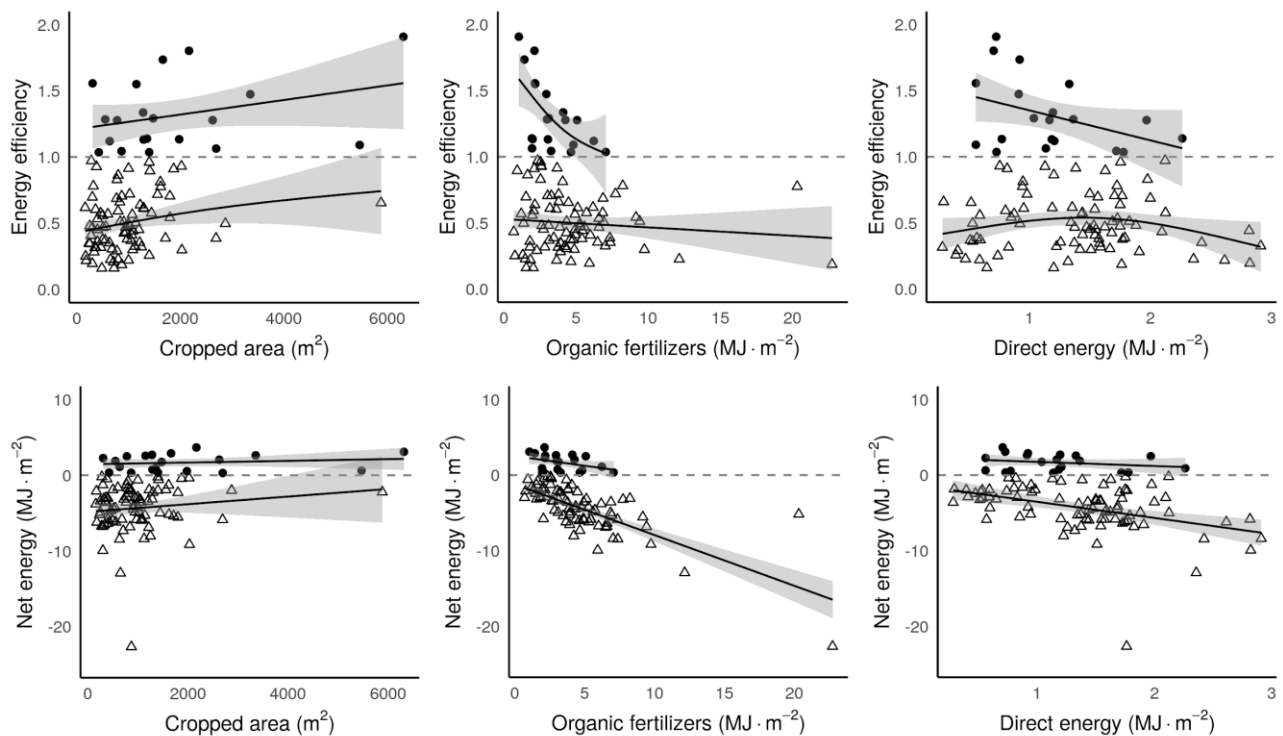 2.0
1.5
1.0
0.5
0.0
Energy efficiency
0 2000 4000 6000
Cropped area (m²)
2.0
1.5
1.0
0.5
0.0
Energy efficiency
0 5 10 15 20
Organic fertilizers (MJ · m⁻²)
2.0
1.5
1.0
0.5
0.0
Energy efficiency
1 2 3
Direct energy (MJ · m⁻²)
10
0
-10
-20
Net energy (MJ · m⁻²)
0 2000 4000 6000
Cropped area (m²)
10
0
-10
-20
Net energy (MJ · m⁻²)
0 5 10 15 20
Organic fertilizers (MJ · m⁻²)
10
0
-10
-20
Net energy (MJ · m⁻²)
1 2 3
Direct energy (MJ · m⁻²)